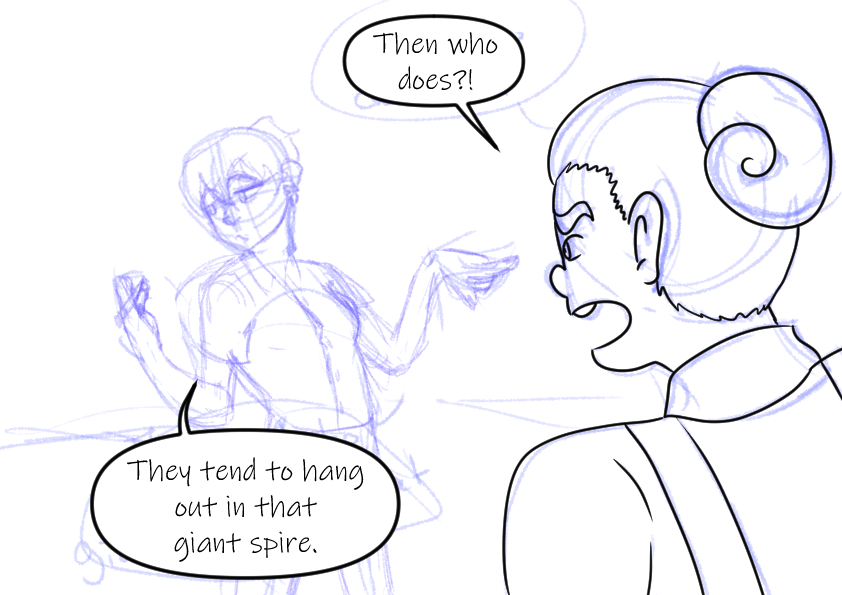 Then who
does?!
They tend to hang
out in that
giant spire.